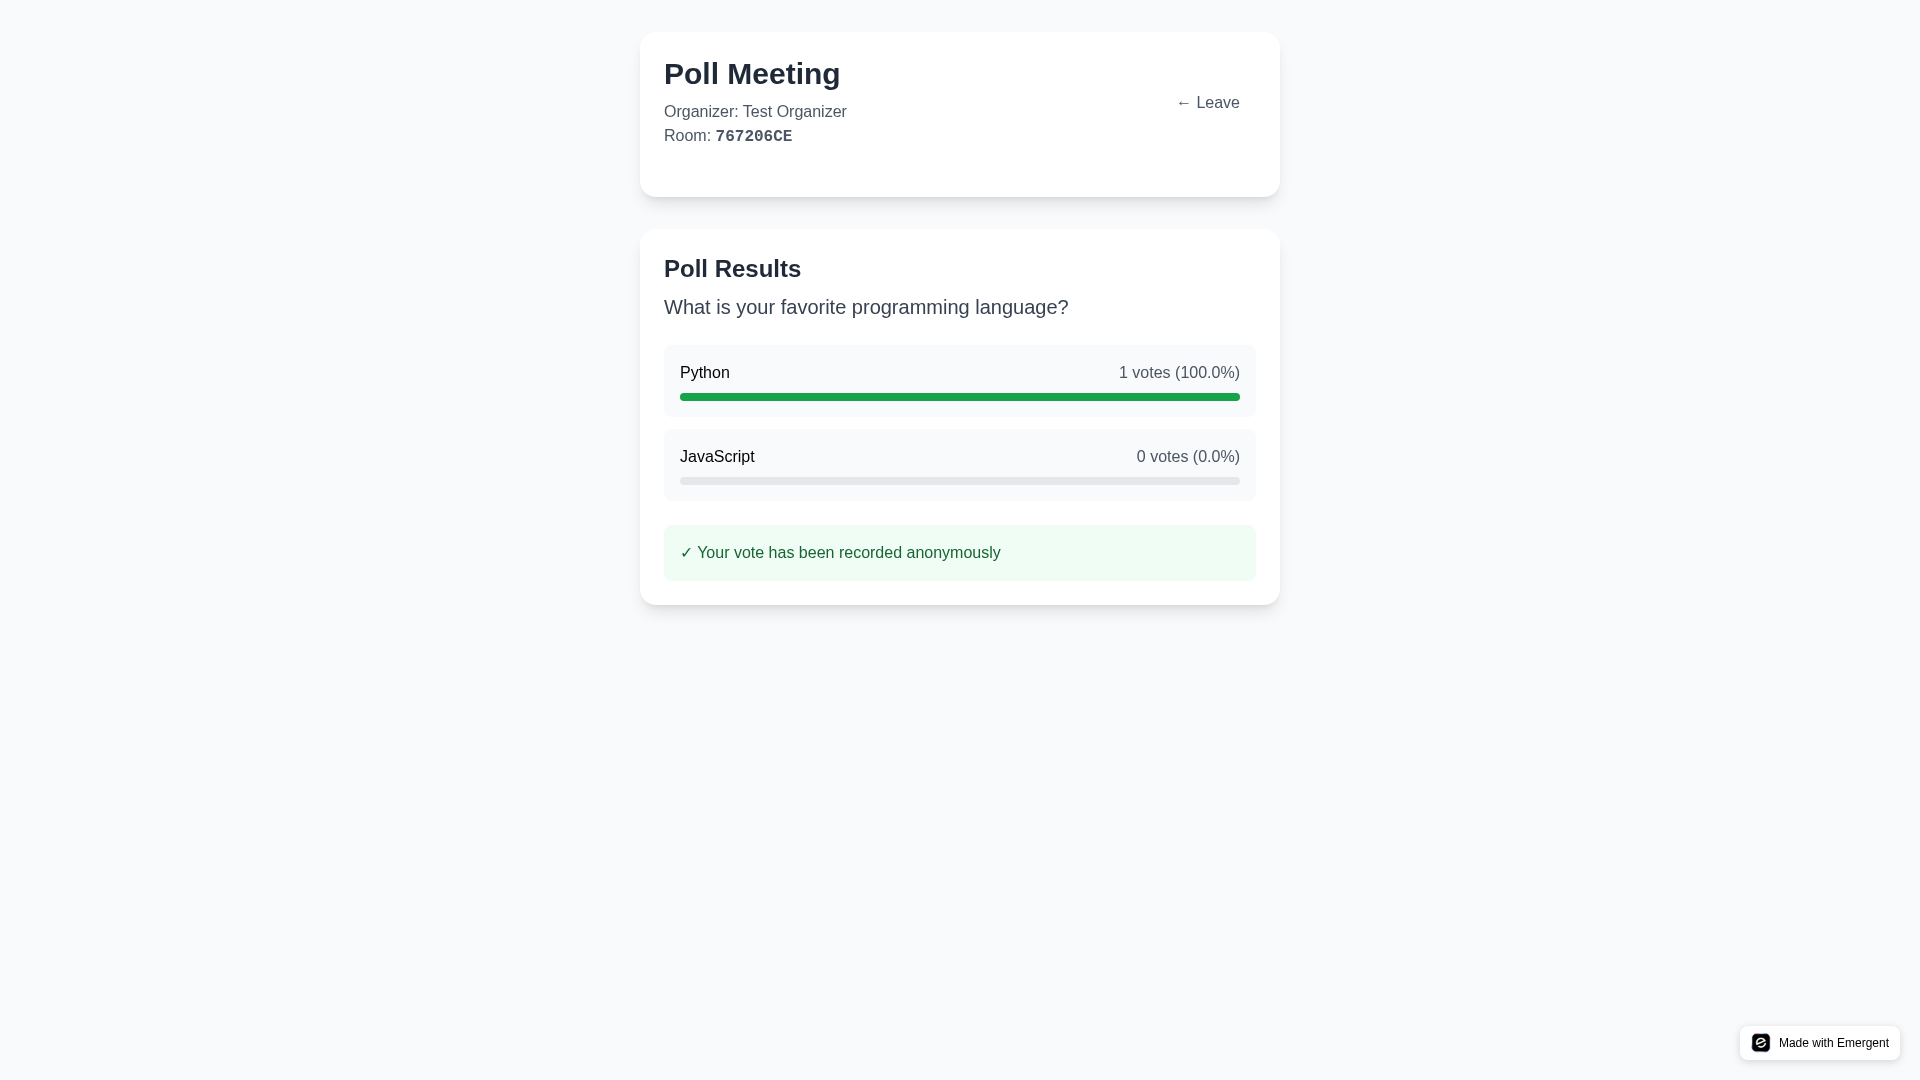 Poll Meeting
Organizer: Test Organizer
Room: 767206CE
← Leave
Poll Results
What is your favorite programming language?
Python 1 votes (100.0%)
JavaScript 0 votes (0.0%)
✓ Your vote has been recorded anonymously
Made with Emergent